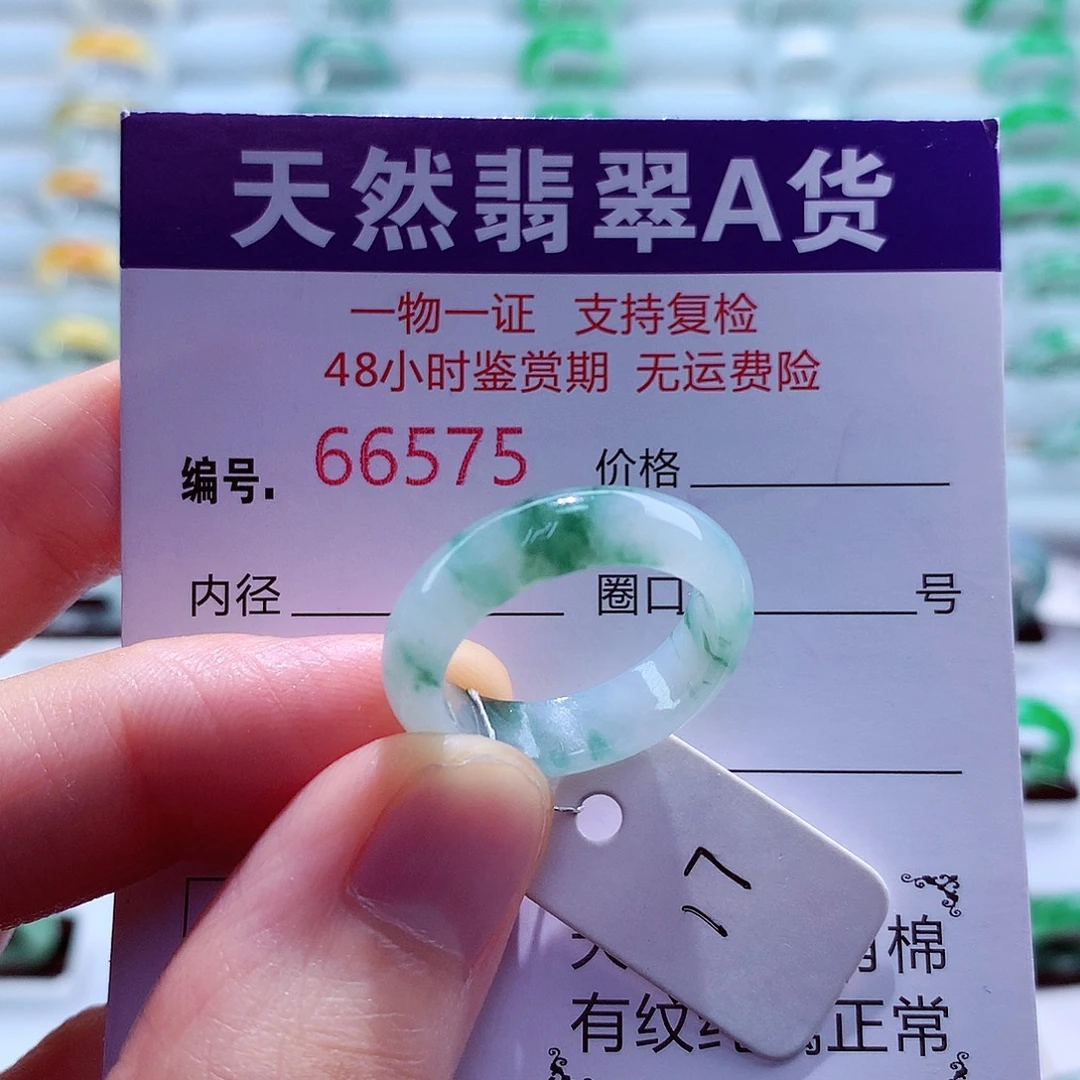 天然翡翠A货
一物一证 支持复检
48小时鉴赏期 无运费险
编号. 66575 价格
内径 圈口 号
17
棉
有纹 正常